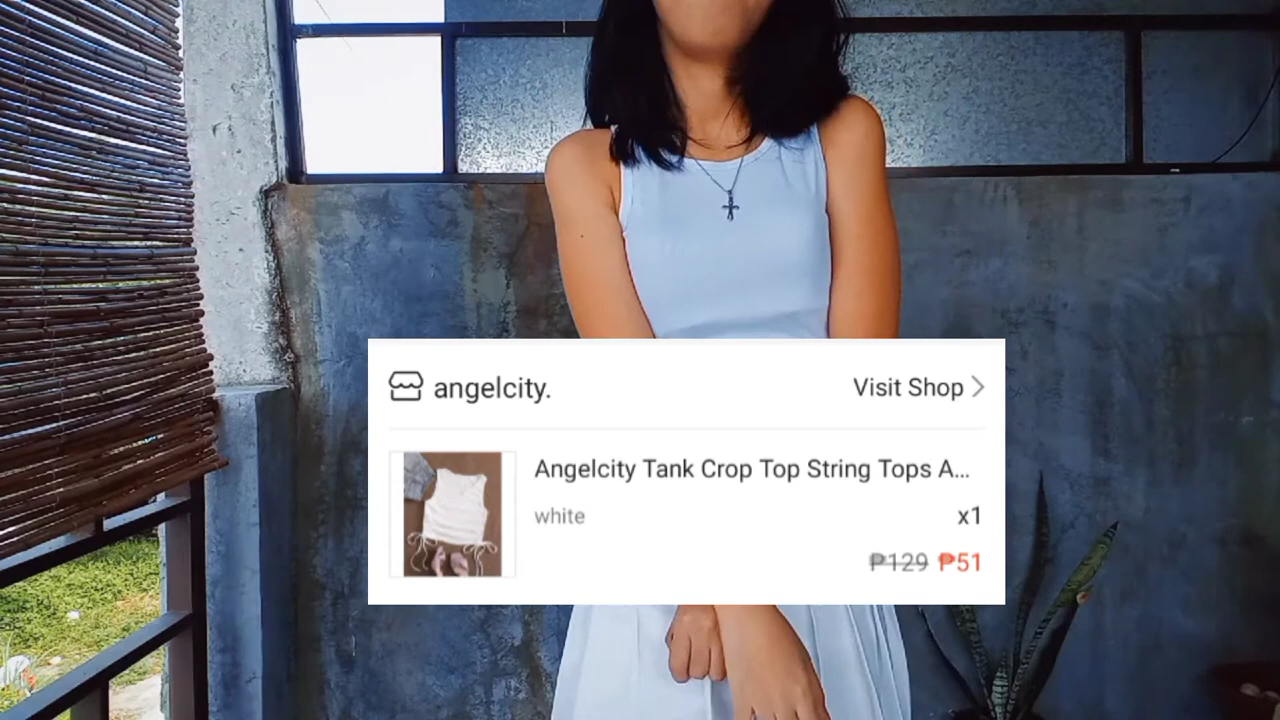 angelcity.
Visit Shop
Angelcity Tank Crop Top String Tops A...
white
x1
₱129 ₱51